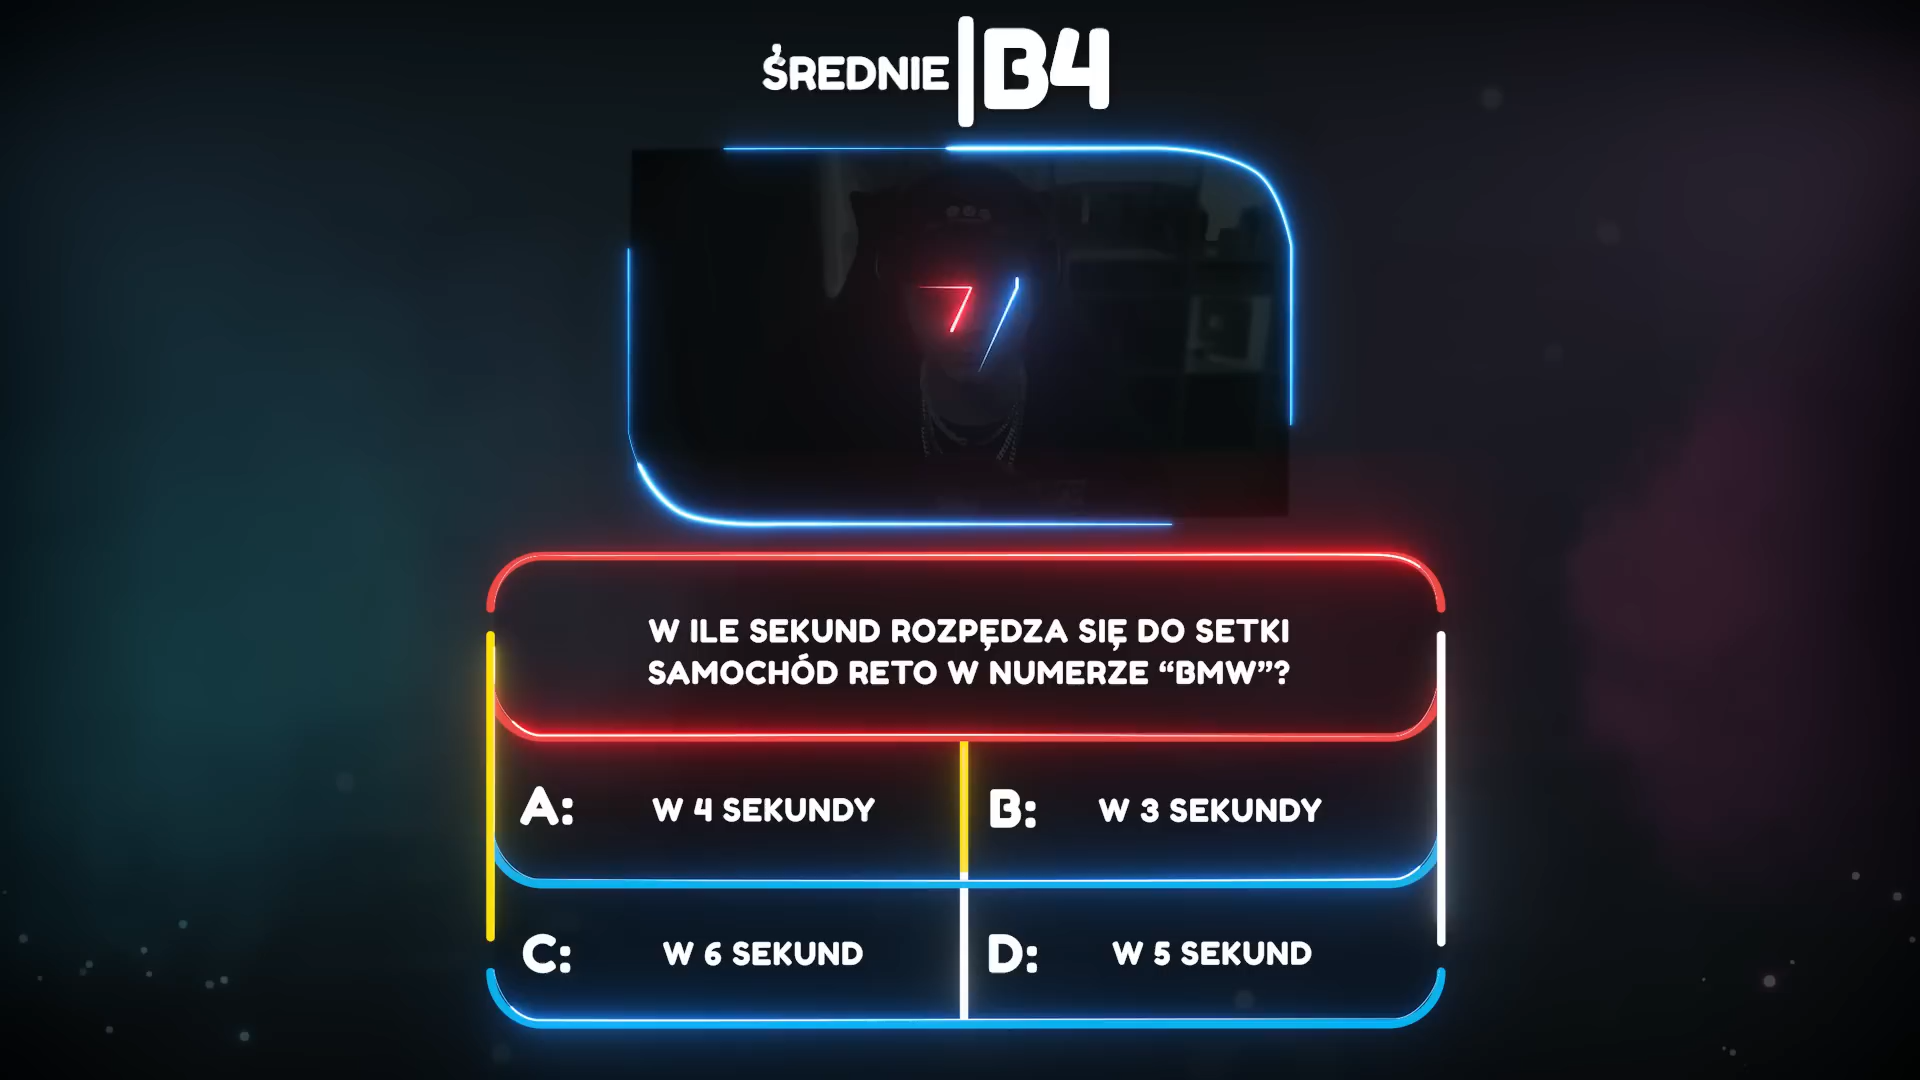 ŚREDNIE B4
W ILE SEKUND ROZPĘDZA SIĘ DO SETKI
SAMOCHÓD RETO W NUMERZE “BMW”?
A: W 4 SEKUNDY
B: W 3 SEKUNDY
C: W 6 SEKUND
D: W 5 SEKUND